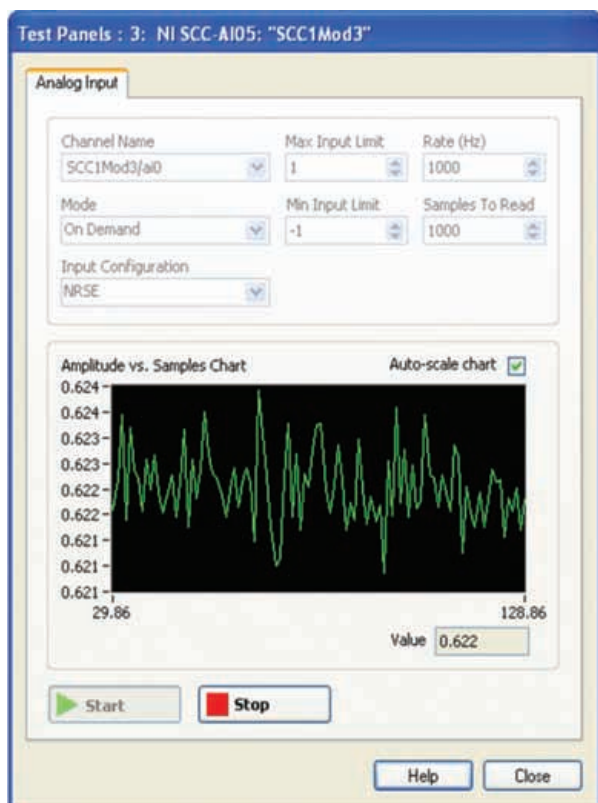 Test Panels : 3: NI SCC-AI05: "SCC1Mod3"
Analog Input
Channel Name
Max Input Limit
Rate (Hz)
SCC1Mod3/ai0
1
1000
Mode
Min Input Limit
Samples To Read
On Demand
-1
1000
Input Configuration
NRSE
Amplitude vs. Samples Chart
Auto-scale chart
0.624
0.624
0.623
0.623
0.622
0.622
0.621
0.621
0.621
29.86
128.86
Value 0.622
Start
Stop
Help
Close